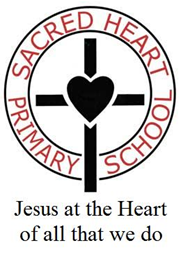 SACRED HEART
PRIMARY SCHOOL
Jesus at the Heart
of all that we do